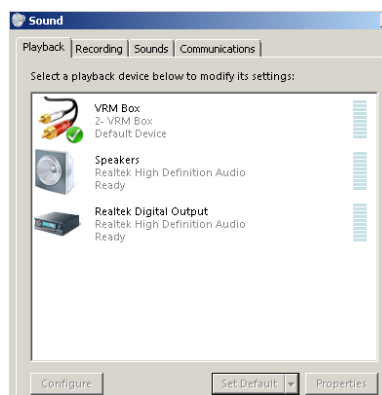 Sound
Playback Recording Sounds Communications
Select a playback device below to modify its settings:
VRM Box
2- VRM Box
Default Device
Speakers
Realtek High Definition Audio
Ready
Realtek Digital Output
Realtek High Definition Audio
Ready
Configure Set Default Properties